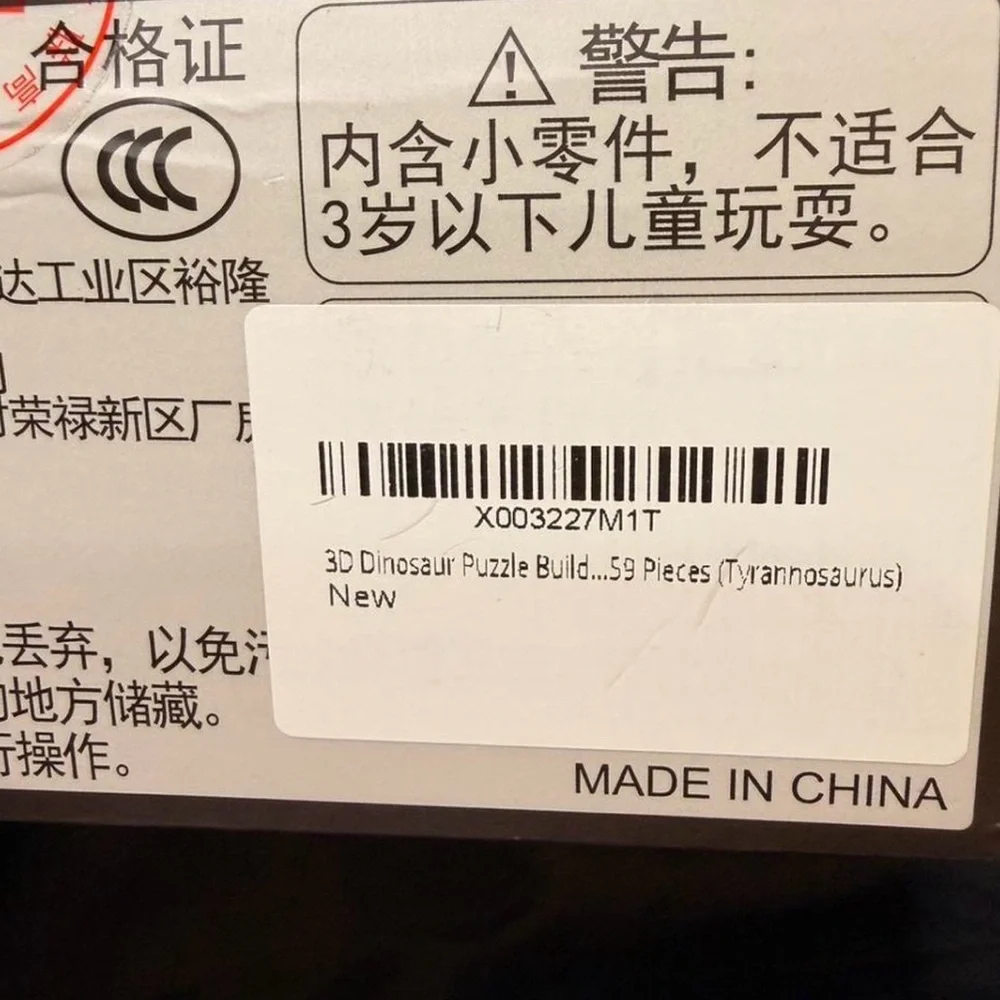 合格证
警告:
内含小零件，不适合
3岁以下儿童玩耍。
达工业区裕隆
荣禄新区厂
X003227M1T
3D Dinosaur Puzzle Build...59 Pieces (Tyrannosaurus)
New
丢弃，以免
地方储藏。
操作。
MADE IN CHINA